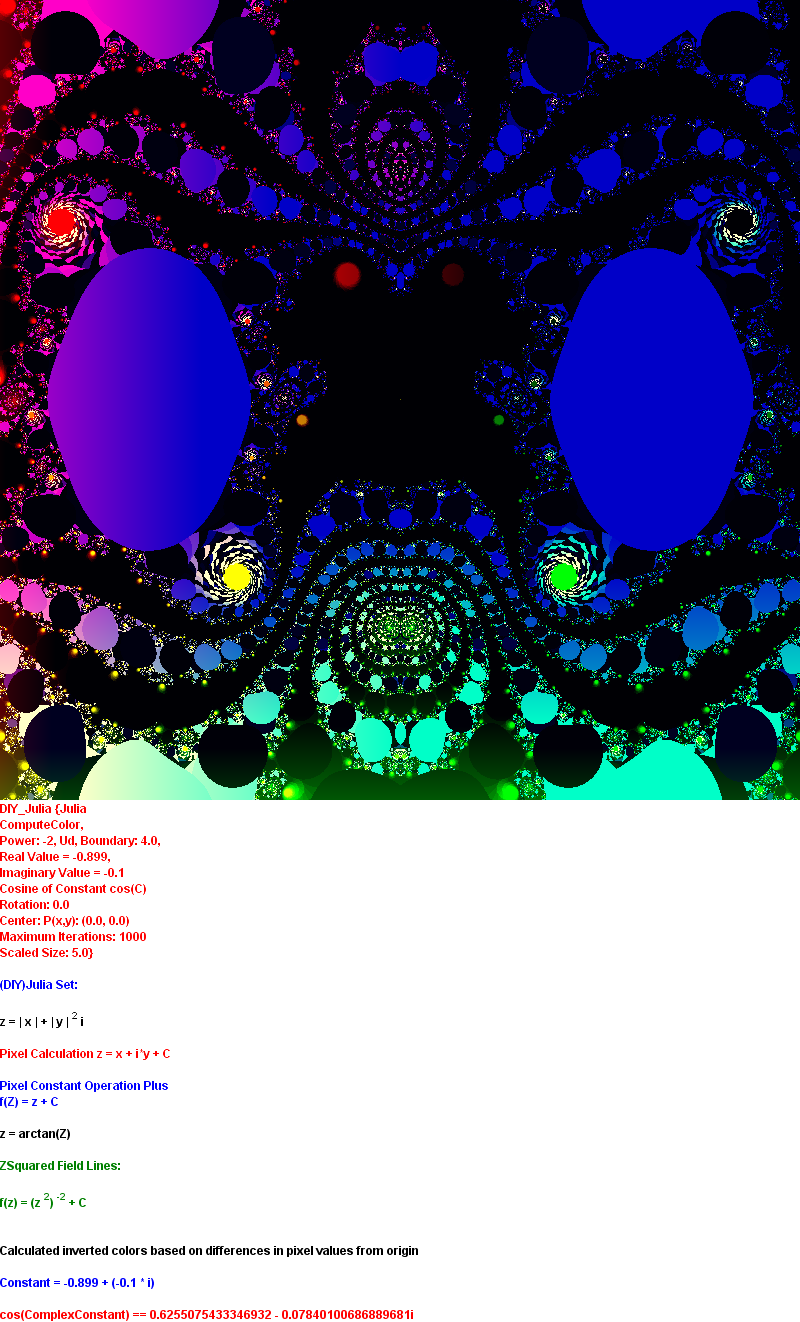 DIY_Julia {Julia
ComputeColor,
Power: -2, Ud, Boundary: 4.0,
Real Value = -0.899,
Imaginary Value = -0.1
Cosine of Constant cos(C)
Rotation: 0.0
Center: P(x,y): (0.0, 0.0)
Maximum Iterations: 1000
Scaled Size: 5.0}
(DIY)Julia Set:
z = | x | + | y | ² i
Pixel Calculation z = x + i*y + C
Pixel Constant Operation Plus
f(Z) = z + C
z = arctan(Z)
ZSquared Field Lines:
f(z) = (z ²) ⁻² + C
Calculated inverted colors based on differences in pixel values from origin
Constant = -0.899 + (-0.1 * i)
cos(ComplexConstant) == 0.6255075433346932 - 0.07840100686889681i